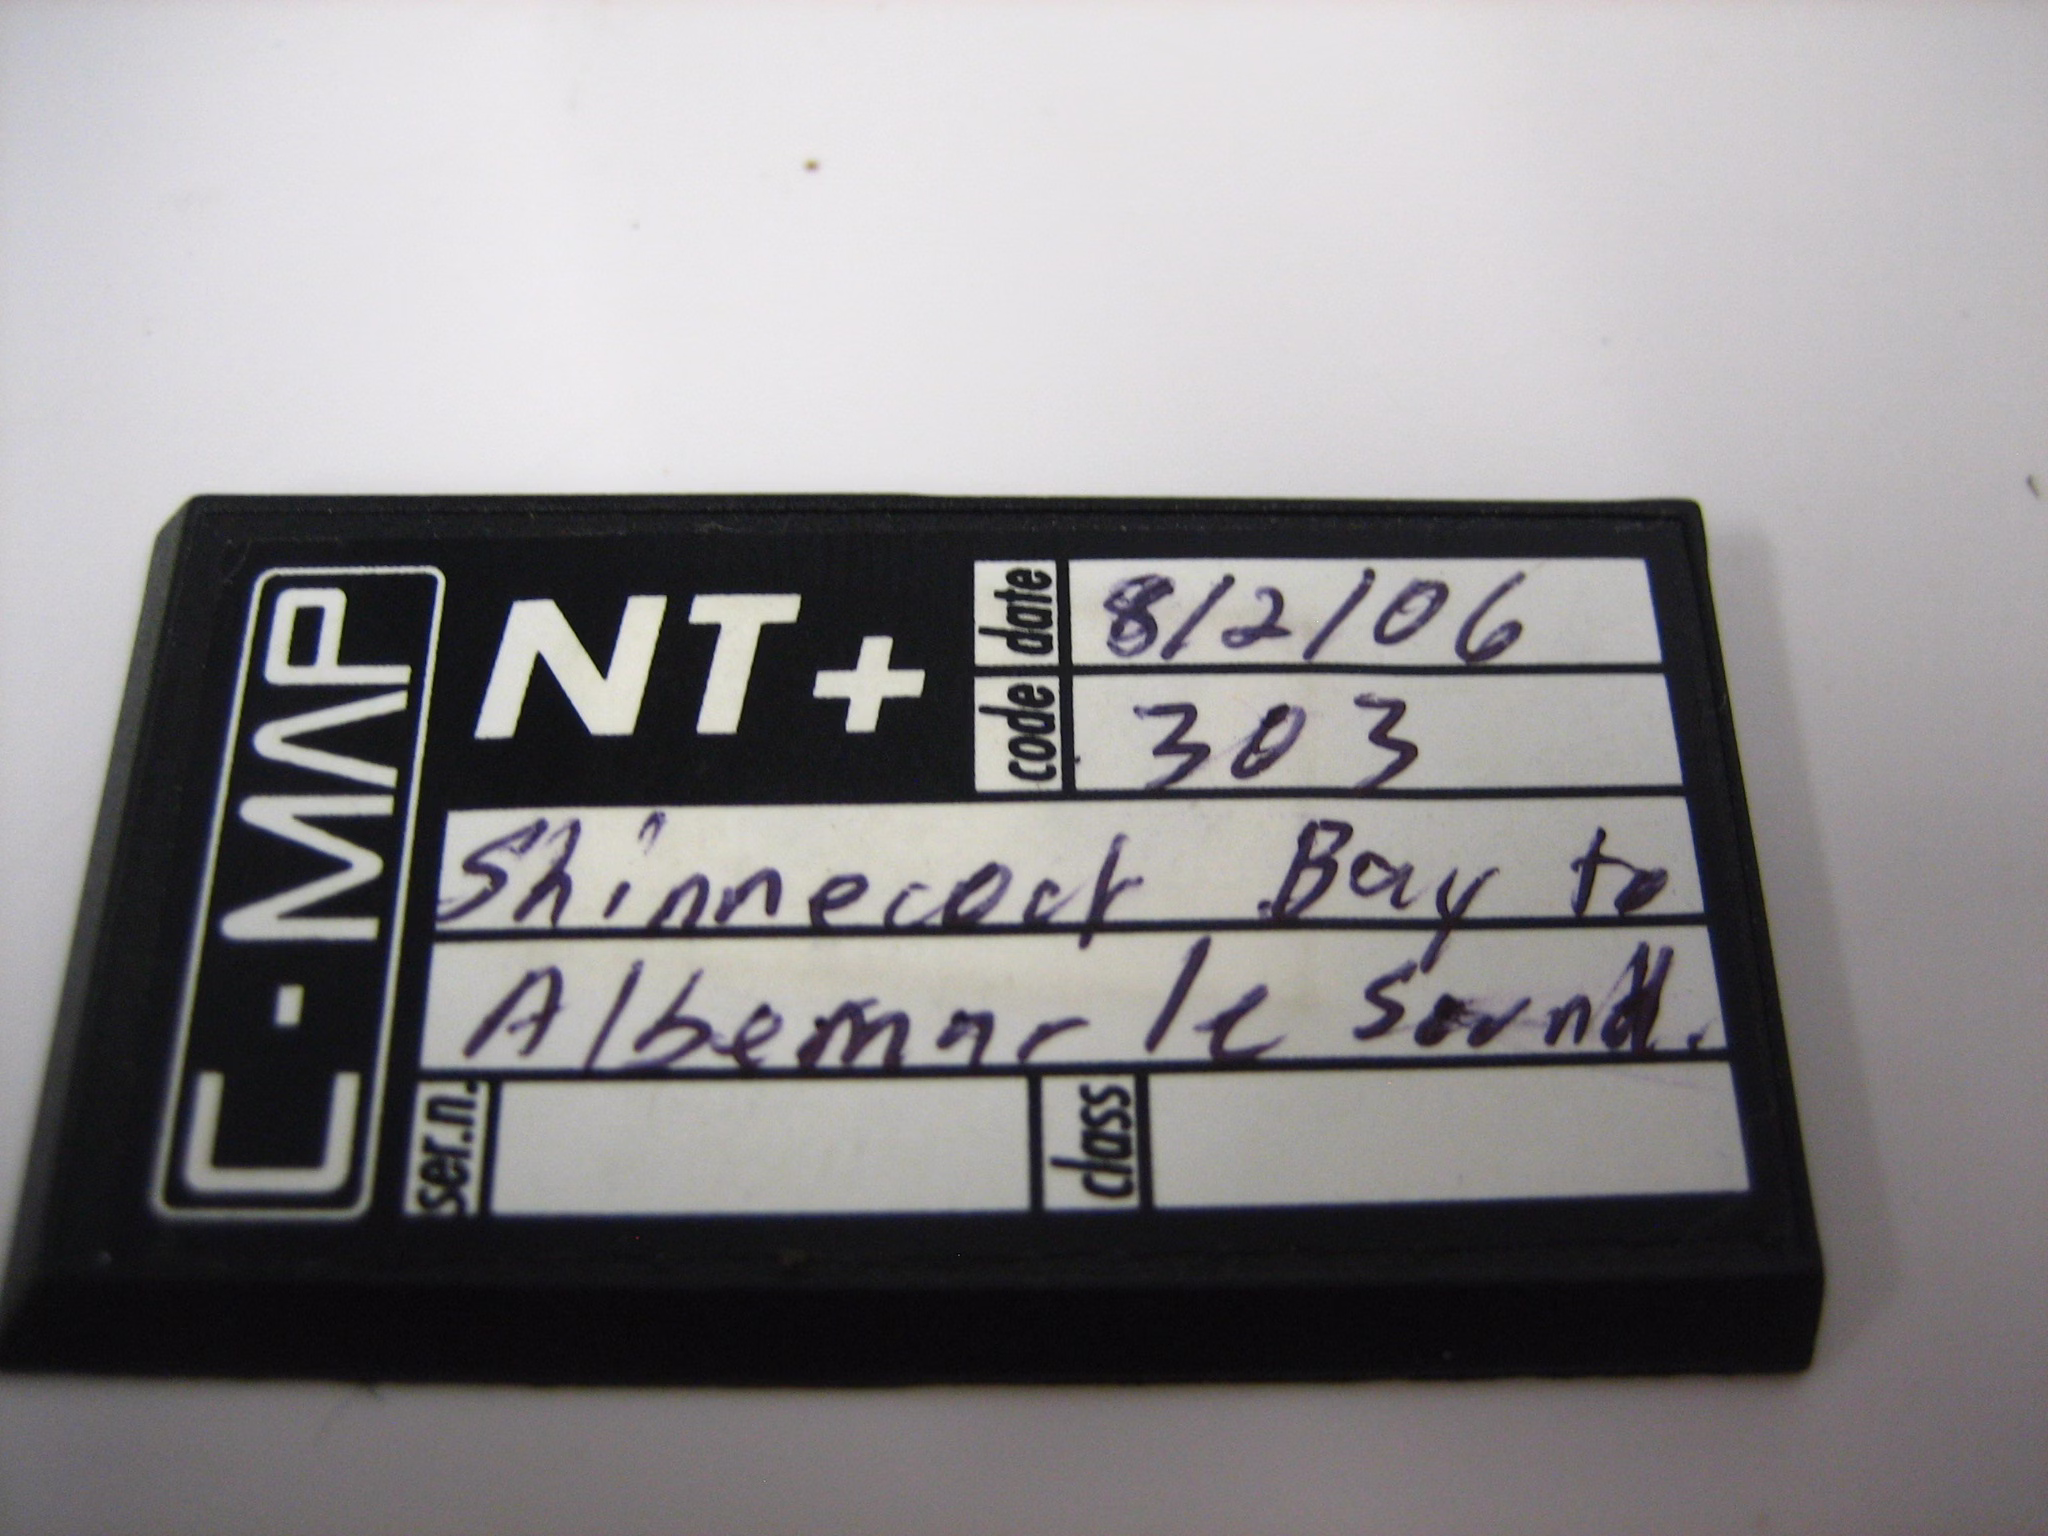 C-MAP
NT+
date 8/2/06
code 303
Shinnecock Bay to
Albemarle Sound.
ser.n.
class